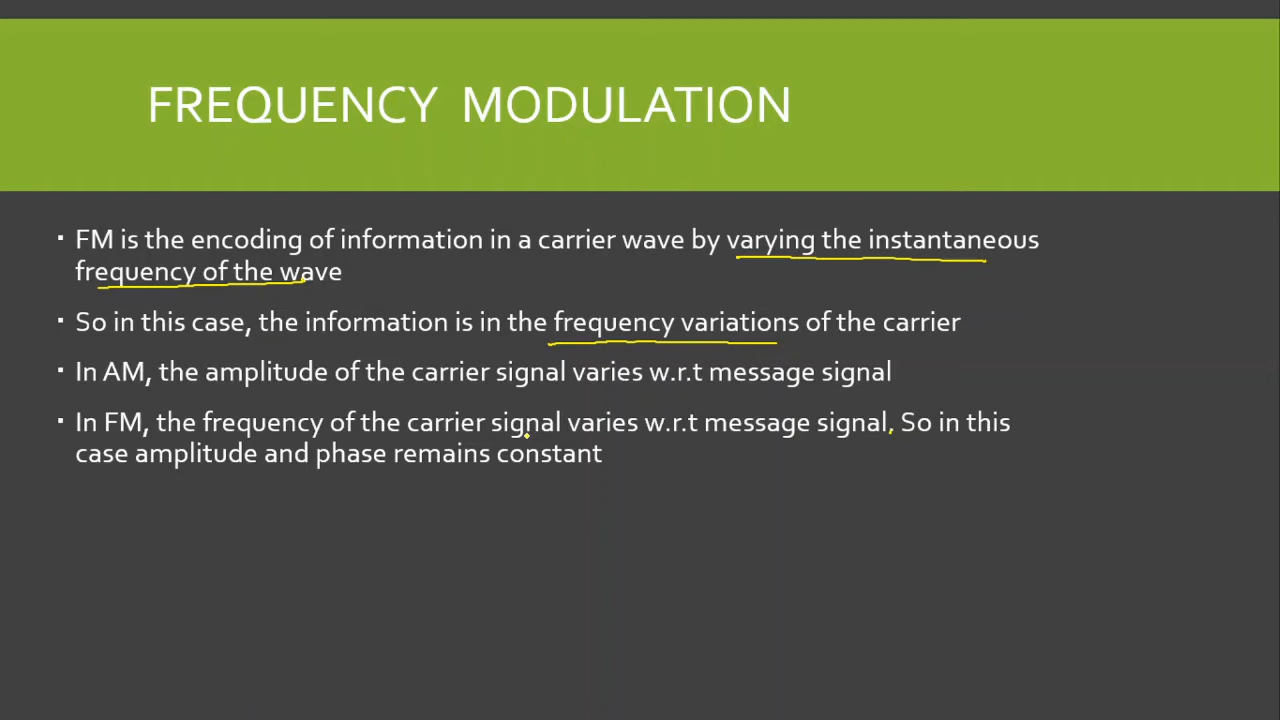 FREQUENCY MODULATION
▪ FM is the encoding of information in a carrier wave by varying the instantaneous
frequency of the wave
▪ So in this case, the information is in the frequency variations of the carrier
▪ In AM, the amplitude of the carrier signal varies w.r.t message signal
▪ In FM, the frequency of the carrier signal varies w.r.t message signal. So in this
case amplitude and phase remains constant